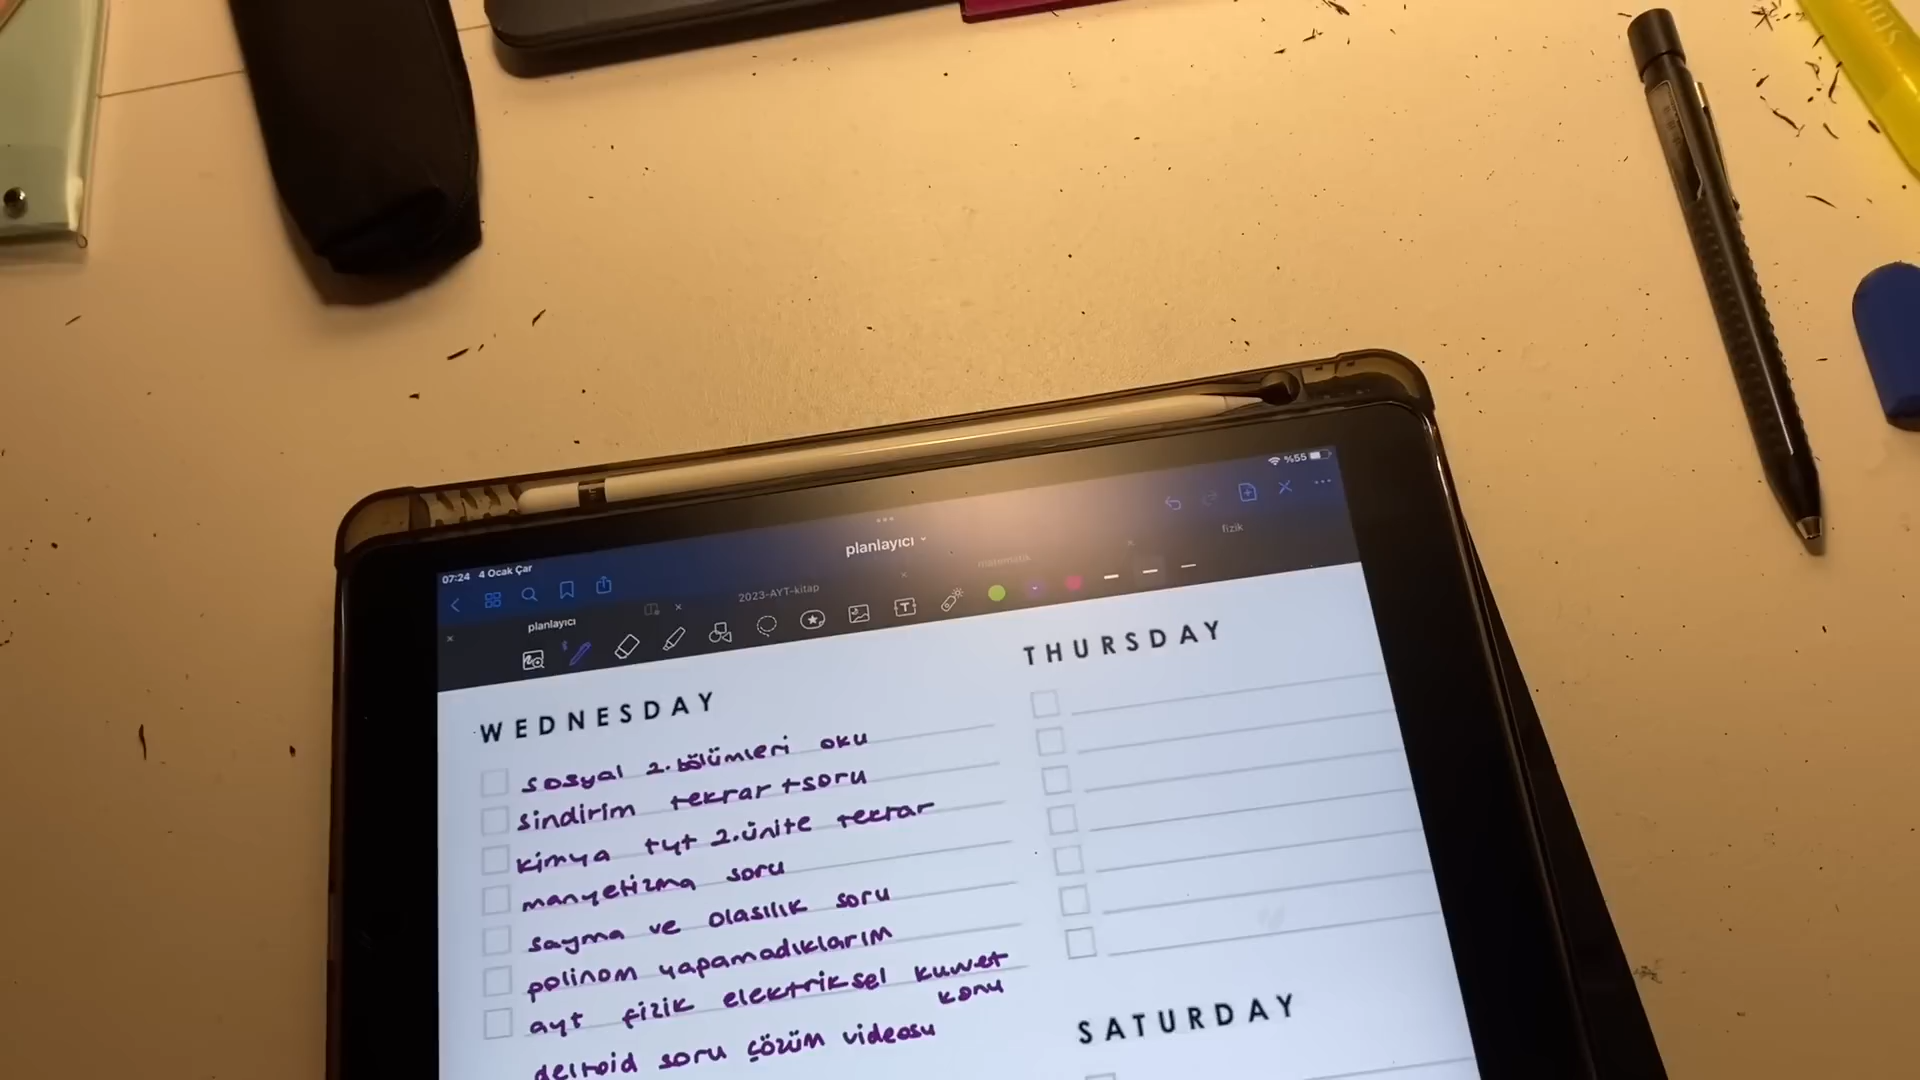 07:24 4 Ocak Çar
%55
planlayıcı
planlayıcı
2023-AYT-kitap
matematik
fizik
WEDNESDAY
sosyal 2.bölümleri oku
sindirim tekrar +soru
kimya tyt 2.ünite tekrar
manyetizma soru
sayma ve olasılık soru
polinom yapamadıklarım
ayt fizik elektriksel kuvvet
konu
deltoid soru çözüm videosu
THURSDAY
SATURDAY